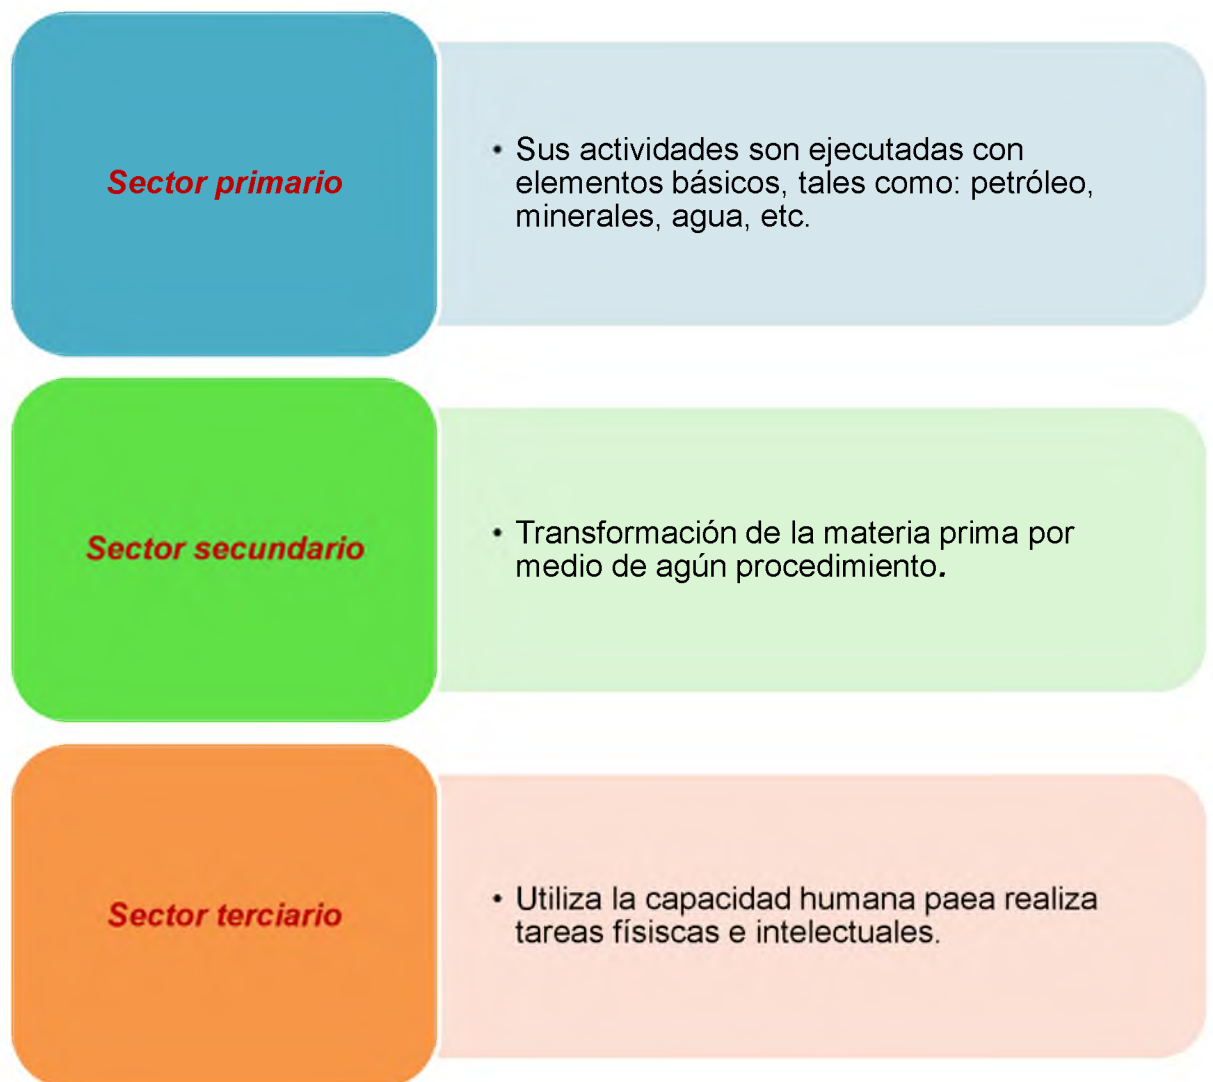 Sector primario
• Sus actividades son ejecutadas con
elementos básicos, tales como: petróleo,
minerales, agua, etc.
Sector secundario
• Transformación de la materia prima por
medio de agún procedimiento.
Sector terciario
• Utiliza la capacidad humana paea realiza
tareas físiscas e intelectuales.